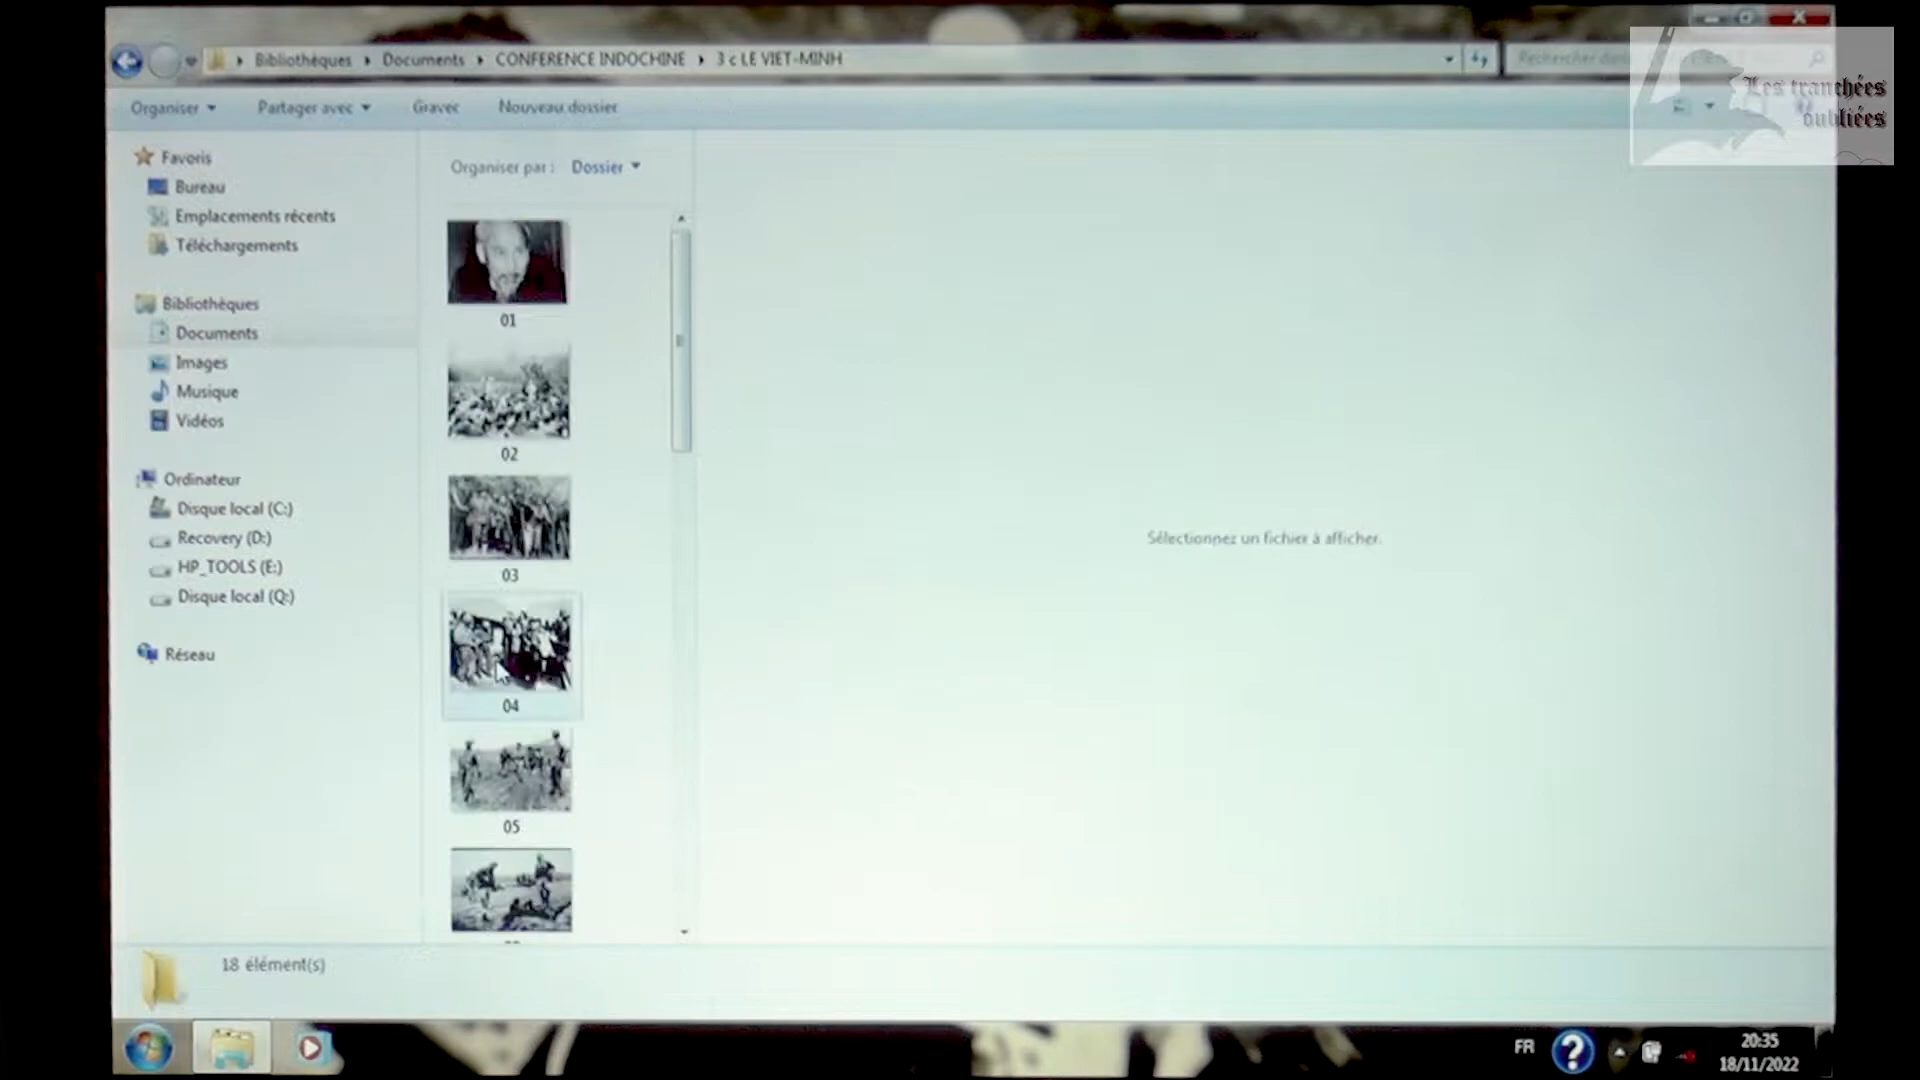 Bibliothèques
Documents
CONFERENCE INDOCHINE
3 c LE VIET-MINH
Rechercher dans
Les tranchées
oubliées
Organiser
Partager avec
Graver
Nouveau dossier
Favoris
Bureau
Emplacements récents
Téléchargements
Bibliothèques
Documents
Images
Musique
Vidéos
Ordinateur
Disque local (C:)
Recovery (D:)
HP_TOOLS (E:)
Disque local (Q:)
Réseau
Organiser par : Dossier
01
02
03
04
05
Sélectionnez un fichier à afficher.
18 élément(s)
FR
20:35
18/11/2022